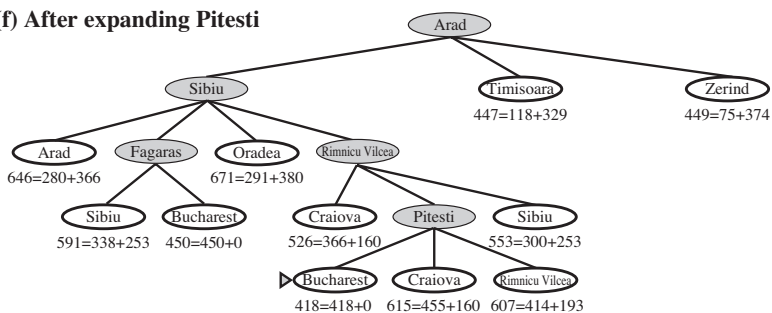 (f) After expanding Pitesti
Arad
Sibiu
Timisoara
Zerind
447=118+329
449=75+374
Arad
Fagaras
Oradea
Rimnicu Vilcea
646=280+366
671=291+380
Sibiu
Bucharest
Craiova
Pitesti
Sibiu
591=338+253
450=450+0
526=366+160
553=300+253
Bucharest
Craiova
Rimnicu Vilcea
418=418+0
615=455+160
607=414+193